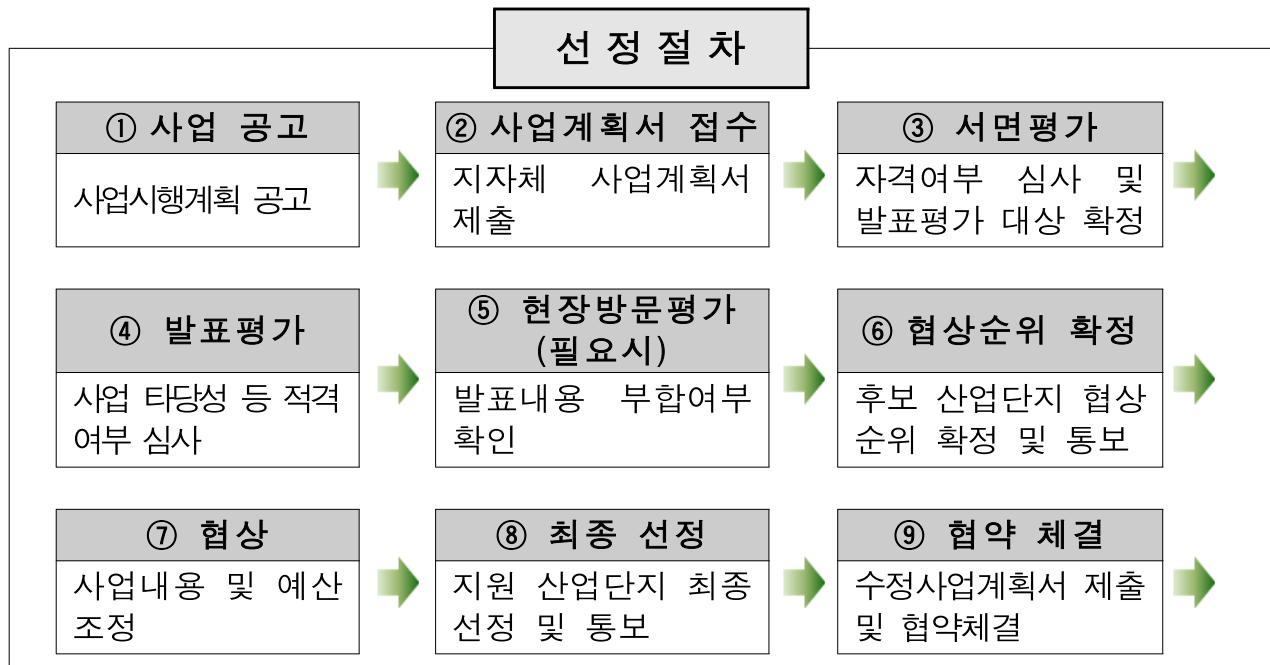 선정절차
① 사업 공고
사업시행계획 공고
② 사업계획서 접수
지자체 사업계획서
제출
③ 서면평가
자격여부 심사 및
발표평가 대상 확정
④ 발표평가
사업 타당성 등 적격
여부 심사
⑤ 현장방문평가
(필요시)
발표내용 부합여부
확인
⑥ 협상순위 확정
후보 산업단지 협상
순위 확정 및 통보
⑦ 협상
사업내용 및 예산
조정
⑧ 최종 선정
지원 산업단지 최종
선정 및 통보
⑨ 협약 체결
수정사업계획서 제출
및 협약체결